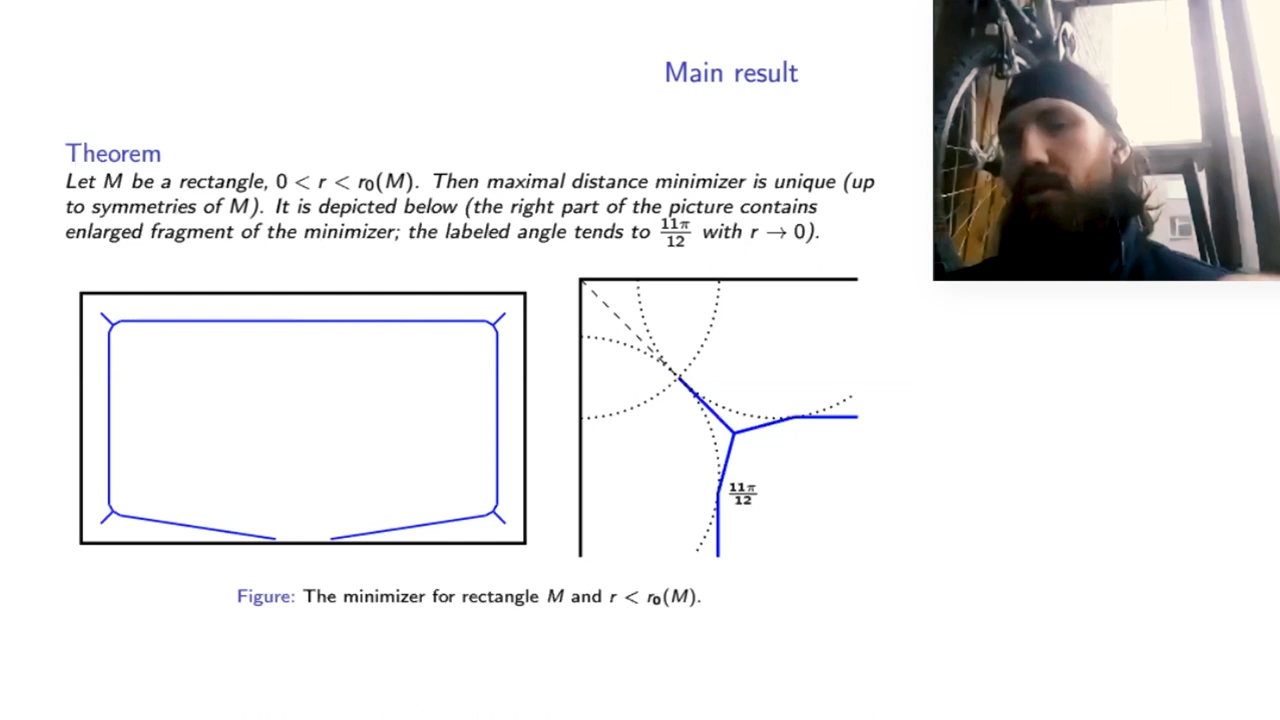 Main result
Theorem
Let M be a rectangle, 0 < r < r₀(M). Then maximal distance minimizer is unique (up
to symmetries of M). It is depicted below (the right part of the picture contains
enlarged fragment of the minimizer; the labeled angle tends to 11π/12 with r → 0).
11π/12
Figure: The minimizer for rectangle M and r < r₀(M).